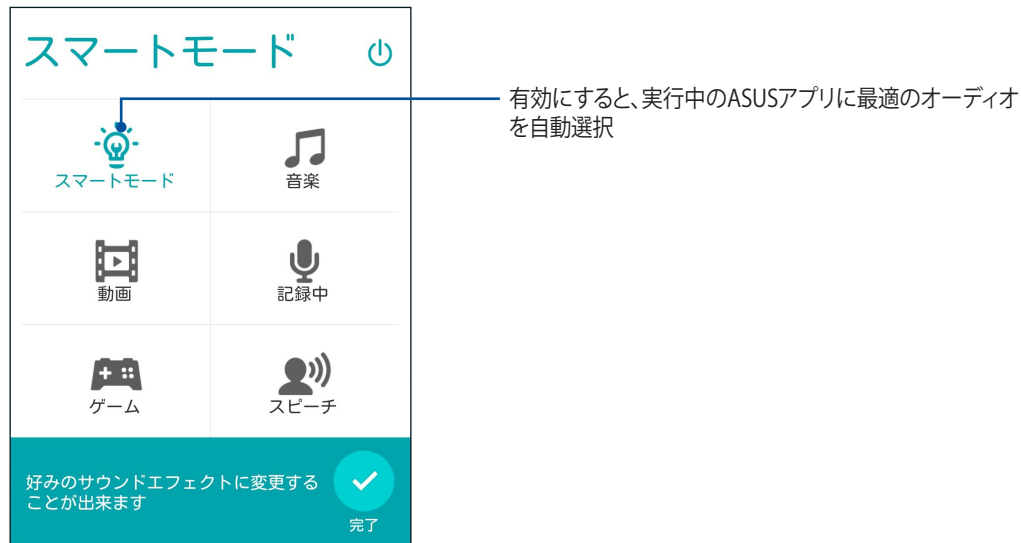 スマートモード
有効にすると、実行中のASUSアプリに最適のオーディオ
を自動選択
スマートモード
音楽
動画
記録中
ゲーム
スピーチ
好みのサウンドエフェクトに変更する
ことが出来ます
完了